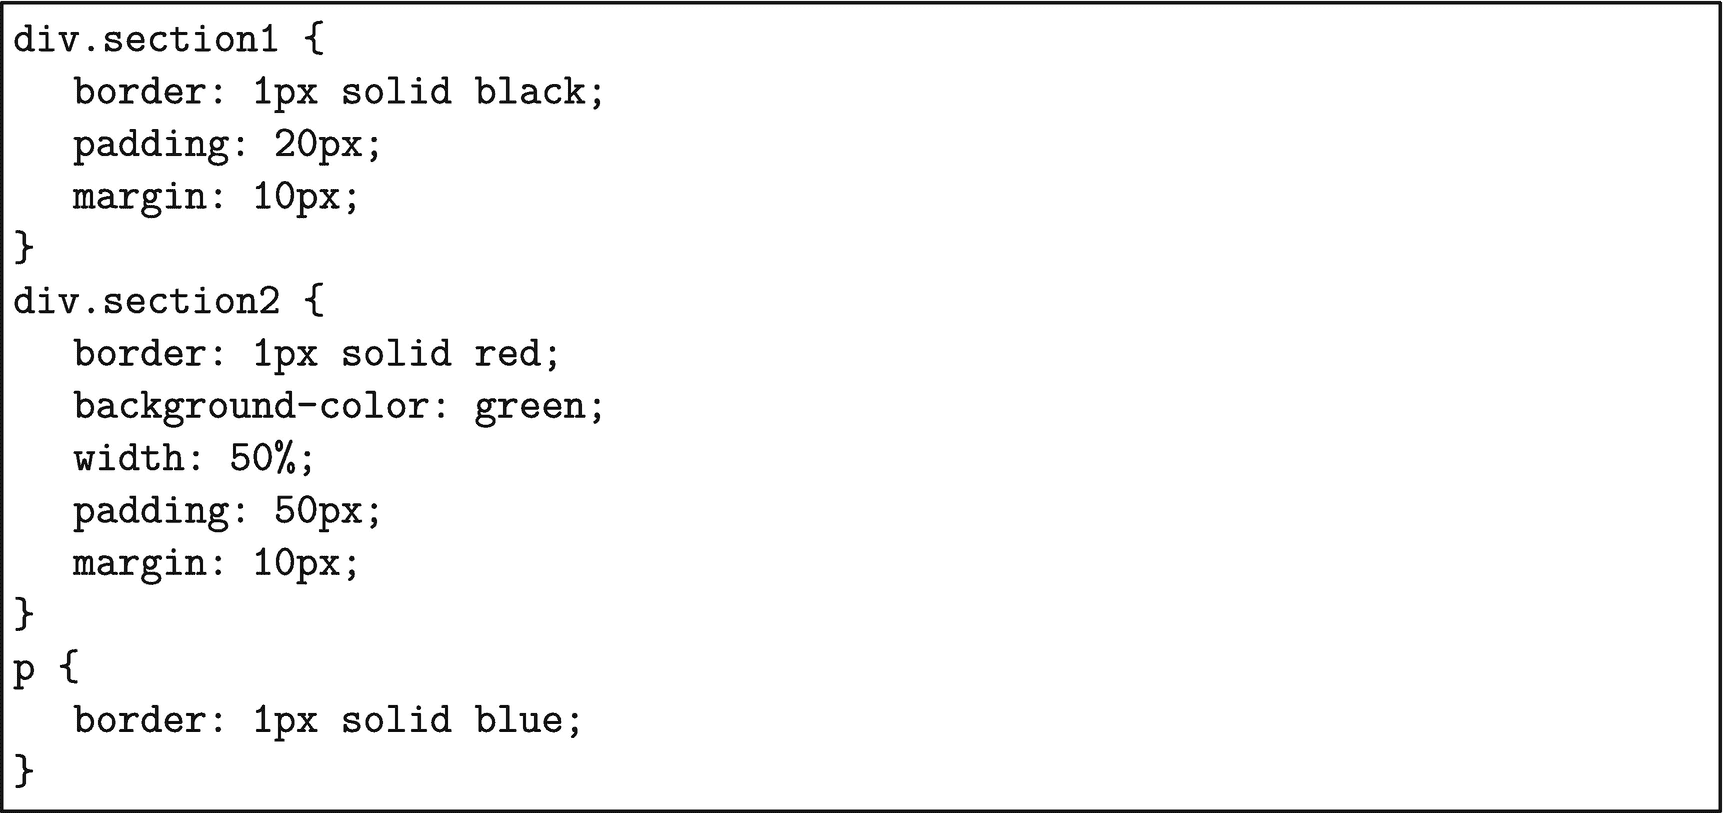 div.section1 {
   border: 1px solid black;
   padding: 20px;
   margin: 10px;
}
div.section2 {
   border: 1px solid red;
   background-color: green;
   width: 50%;
   padding: 50px;
   margin: 10px;
}
p {
   border: 1px solid blue;
}